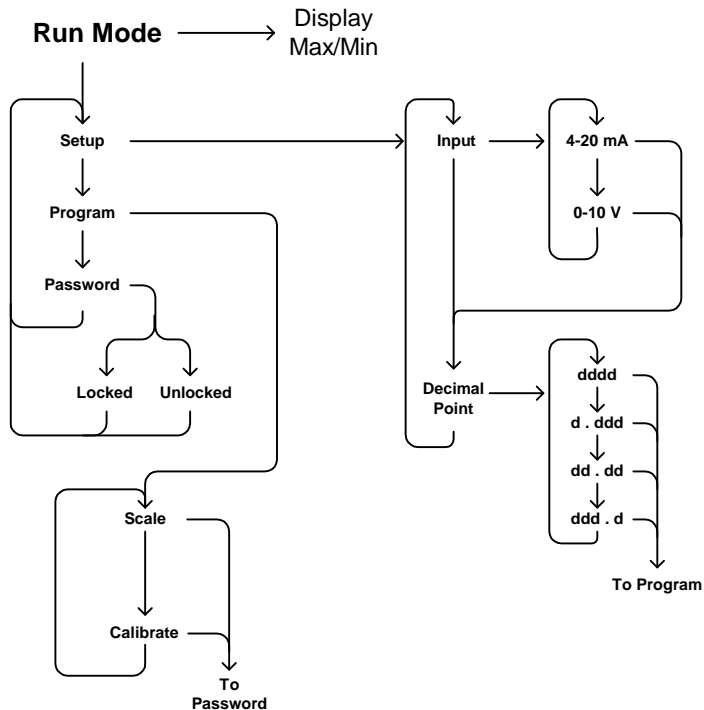 Run Mode
Display
Max/Min
Setup
Input
4-20 mA
Program
0-10 V
Password
Locked
Unlocked
Decimal
Point
dddd
d . ddd
dd . dd
ddd . d
To Program
Scale
Calibrate
To
Password